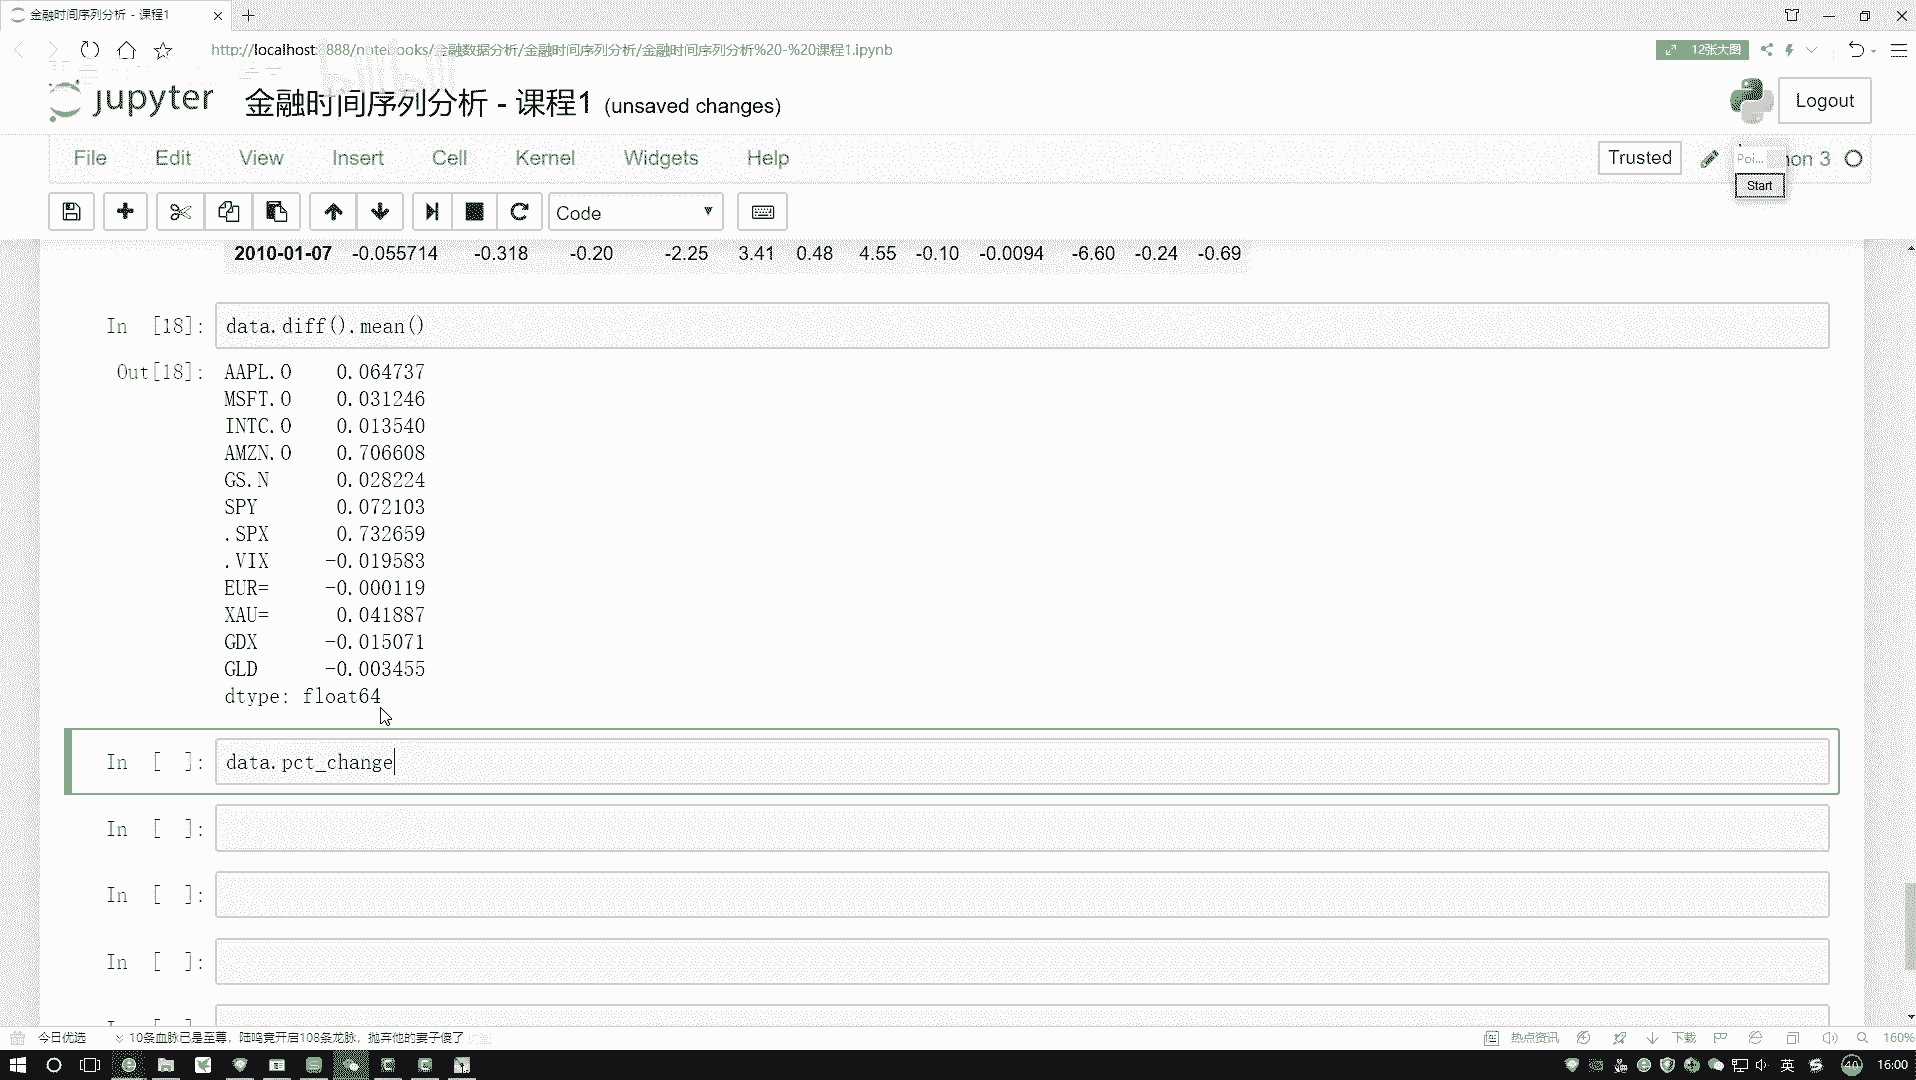 金融时间序列分析 - 课程1
http://localhost:8888/notebooks/金融数据分析/金融时间序列分析/金融时间序列分析%20-%20课程1.ipynb
12张大图
jupyter 金融时间序列分析 - 课程1 (unsaved changes)
Logout
File Edit View Insert Cell Kernel Widgets Help
Trusted
Poi...
hon 3
Start
Code
2010-01-07 -0.055714 -0.318 -0.20 -2.25 3.41 0.48 4.55 -0.10 -0.0094 -6.60 -0.24 -0.69
In [18]: data.diff().mean()
Out[18]: AAPL.O 0.064737
MSFT.O 0.031246
INTC.O 0.013540
AMZN.O 0.706608
GS.N 0.028224
SPY 0.072103
.SPX 0.732659
.VIX -0.019583
EUR= -0.000119
XAU= 0.041887
GDX -0.015071
GLD -0.003455
dtype: float64
In [ ]: data.pct_change
In [ ]:
In [ ]:
In [ ]:
今日优选 10条血脉已是至尊，陆鸣竟开启108条龙脉，抛弃他的妻子傻了
热点资讯 下载 160%
英 40 16:00